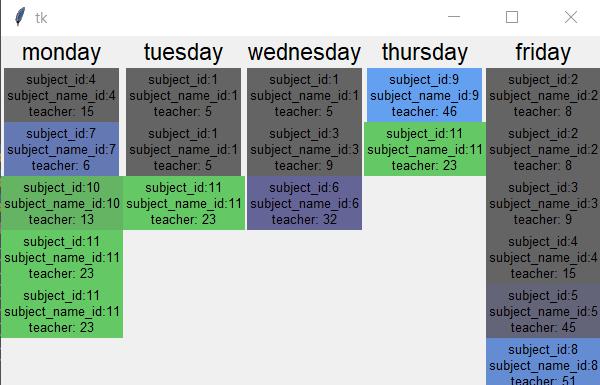 tk
monday
subject_id:4
subject_name_id:4
teacher: 15
subject_id:7
subject_name_id:7
teacher: 6
subject_id:10
subject_name_id:10
teacher: 13
subject_id:11
subject_name_id:11
teacher: 23
subject_id:11
subject_name_id:11
teacher: 23
tuesday
subject_id:1
subject_name_id:1
teacher: 5
subject_id:1
subject_name_id:1
teacher: 5
subject_id:11
subject_name_id:11
teacher: 23
wednesday
subject_id:1
subject_name_id:1
teacher: 5
subject_id:3
subject_name_id:3
teacher: 9
subject_id:6
subject_name_id:6
teacher: 32
thursday
subject_id:9
subject_name_id:9
teacher: 46
subject_id:11
subject_name_id:11
teacher: 23
friday
subject_id:2
subject_name_id:2
teacher: 8
subject_id:2
subject_name_id:2
teacher: 8
subject_id:3
subject_name_id:3
teacher: 9
subject_id:4
subject_name_id:4
teacher: 15
subject_id:5
subject_name_id:5
teacher: 45
subject_id:8
subject_name_id:8
teacher: 51